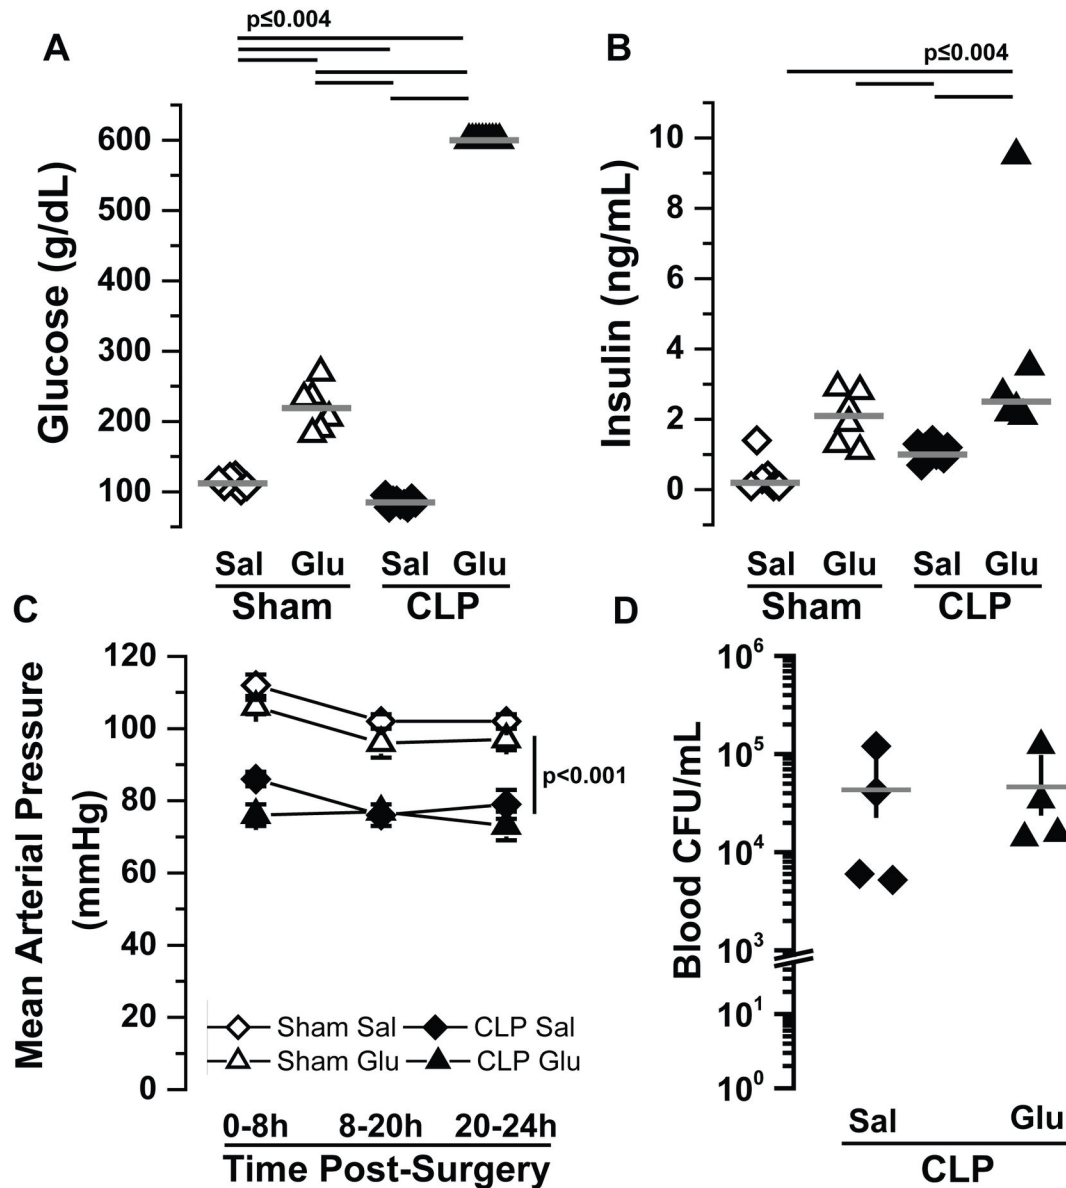 A
p≤0.004
Glucose (g/dL)
600
500
400
300
200
100
Sal Glu Sal Glu
Sham CLP
B
p≤0.004
Insulin (ng/mL)
10
8
6
4
2
0
Sal Glu Sal Glu
Sham CLP
C
Mean Arterial Pressure
(mmHg)
120
100
80
60
40
20
0
p<0.001
Sham Sal CLP Sal
Sham Glu CLP Glu
0-8h 8-20h 20-24h
Time Post-Surgery
D
Blood CFU/mL
10⁶
10⁵
10⁴
10³
10¹
10⁰
Sal Glu
CLP